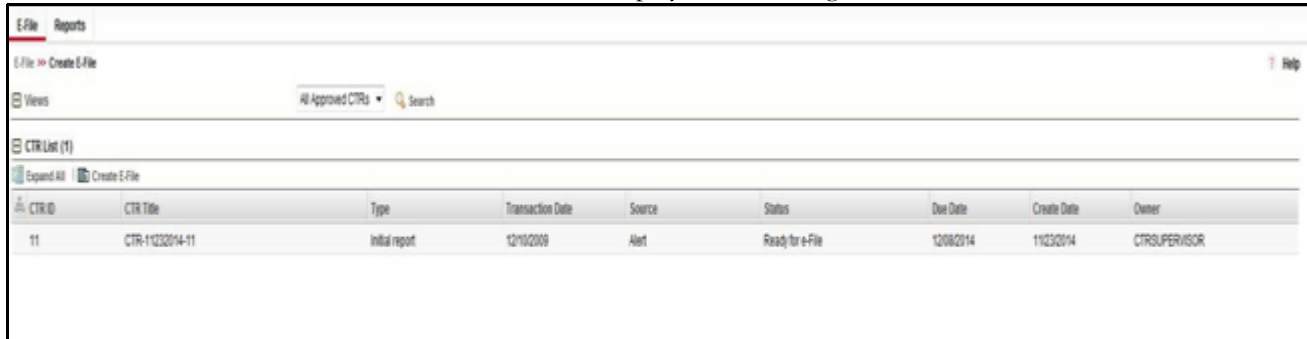 E-File Reports
E-File >> Create E-File ? Help
Views All Approved CTRs Search
CTR List (1)
Expand All Create E-File
CTR ID CTR Title Type Transaction Date Source Status Due Date Create Date Owner
11 CTR-11232014-11 Initial report 12/10/2009 Alert Ready for e-File 12/08/2014 11/23/2014 CTRSUPERVISOR